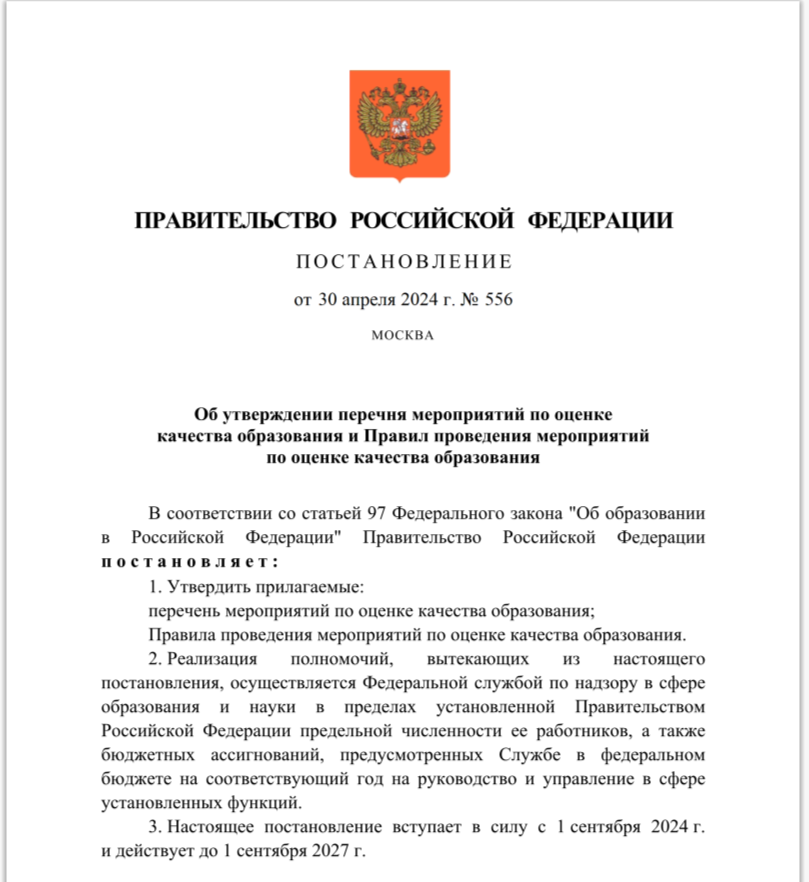 ПРАВИТЕЛЬСТВО РОССИЙСКОЙ ФЕДЕРАЦИИ
ПОСТАНОВЛЕНИЕ
от 30 апреля 2024 г. № 556
МОСКВА
Об утверждении перечня мероприятий по оценке
качества образования и Правил проведения мероприятий
по оценке качества образования
В соответствии со статьей 97 Федерального закона "Об образовании
в Российской Федерации" Правительство Российской Федерации
постановляет:
1. Утвердить прилагаемые:
перечень мероприятий по оценке качества образования;
Правила проведения мероприятий по оценке качества образования.
2. Реализация полномочий, вытекающих из настоящего
постановления, осуществляется Федеральной службой по надзору в сфере
образования и науки в пределах установленной Правительством
Российской Федерации предельной численности ее работников, а также
бюджетных ассигнований, предусмотренных Службе в федеральном
бюджете на соответствующий год на руководство и управление в сфере
установленных функций.
3. Настоящее постановление вступает в силу с 1 сентября 2024 г.
и действует до 1 сентября 2027 г.